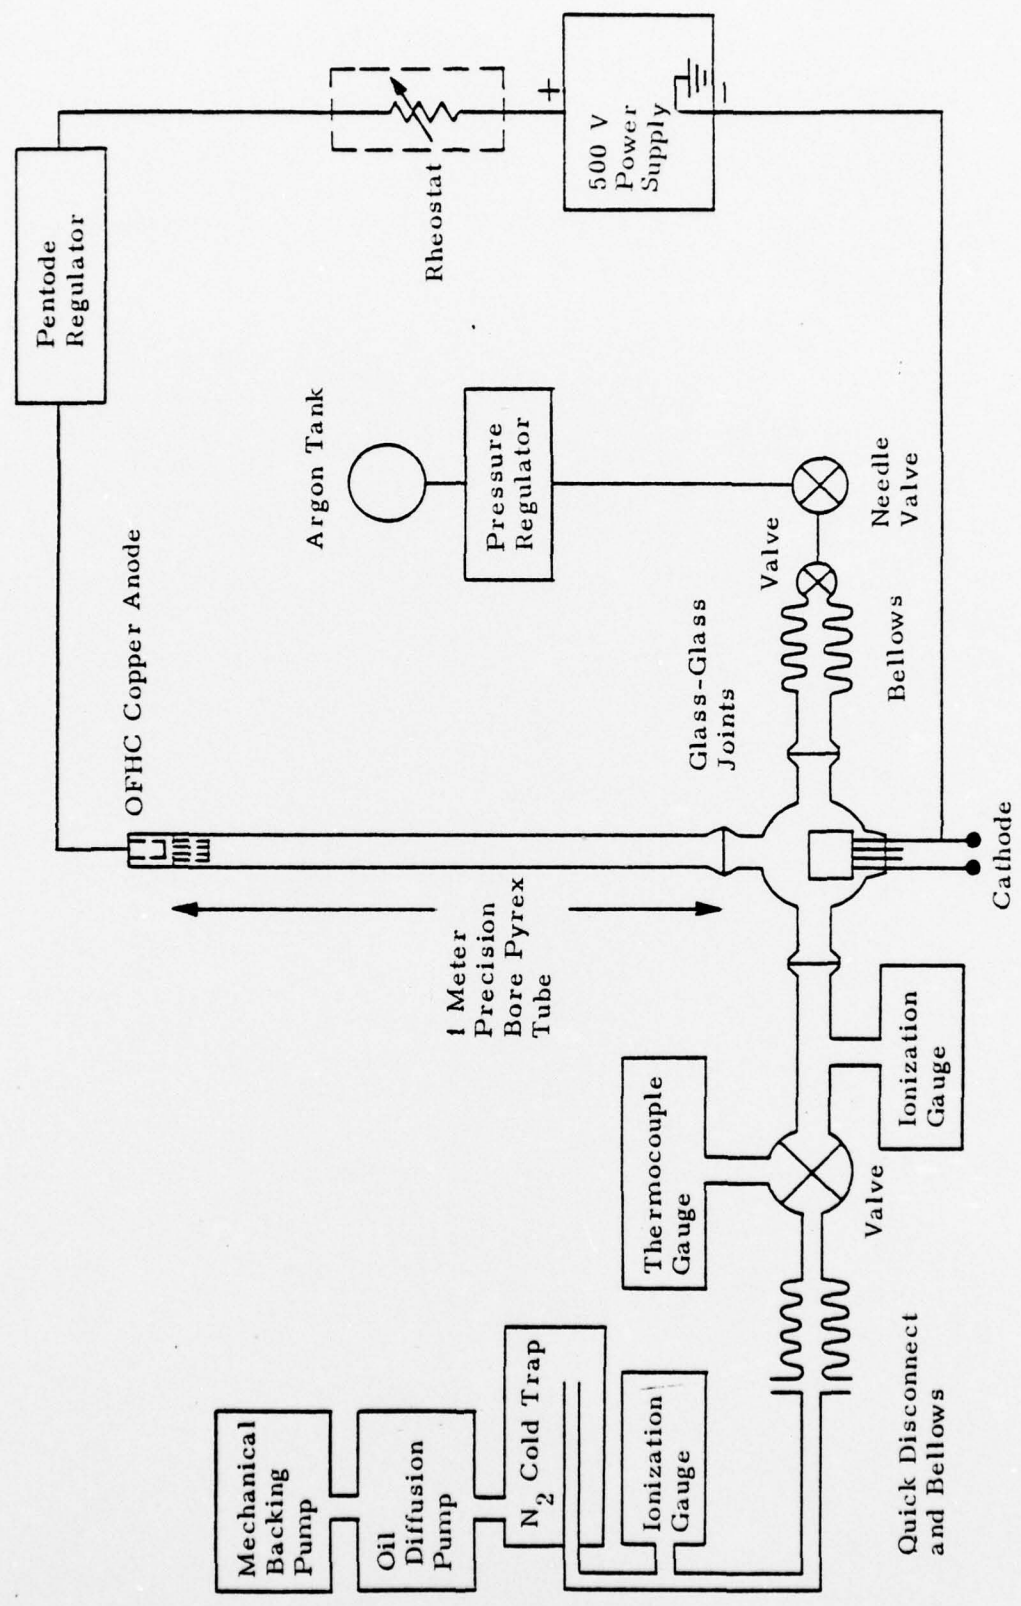 Mechanical
Backing
Pump
Oil
Diffusion
Pump
N2 Cold Trap
Ionization
Gauge
Quick Disconnect
and Bellows
Thermocouple
Gauge
Valve
Ionization
Gauge
1 Meter
Precision
Bore Pyrex
Tube
Cathode
OFHC Copper Anode
Glass-Glass
Joints
Bellows
Valve
Needle
Valve
Argon Tank
Pressure
Regulator
Pentode
Regulator
Rheostat
+
500 V
Power
Supply
-